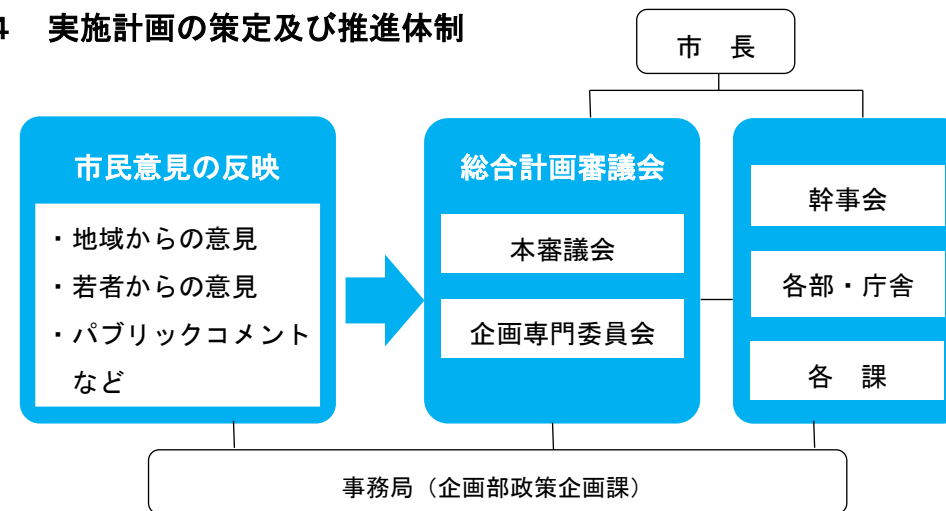 4 実施計画の策定及び推進体制
市 長
市民意見の反映
・地域からの意見
・若者からの意見
・パブリックコメント
など
総合計画審議会
本審議会
企画専門委員会
幹事会
各部・庁舎
各 課
事務局（企画部政策企画課）